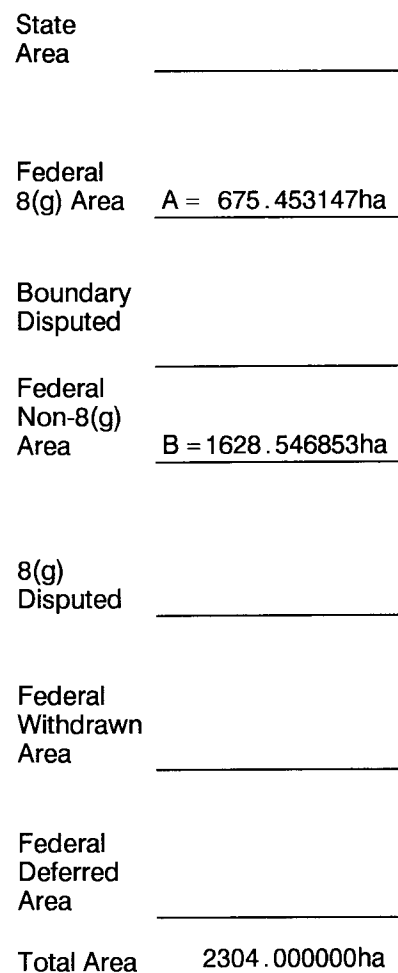 State
Area
Federal
8(g) Area A = 675.453147ha
Boundary
Disputed
Federal
Non-8(g)
Area B = 1628.546853ha
8(g)
Disputed
Federal
Withdrawn
Area
Federal
Deferred
Area
Total Area 2304.000000ha